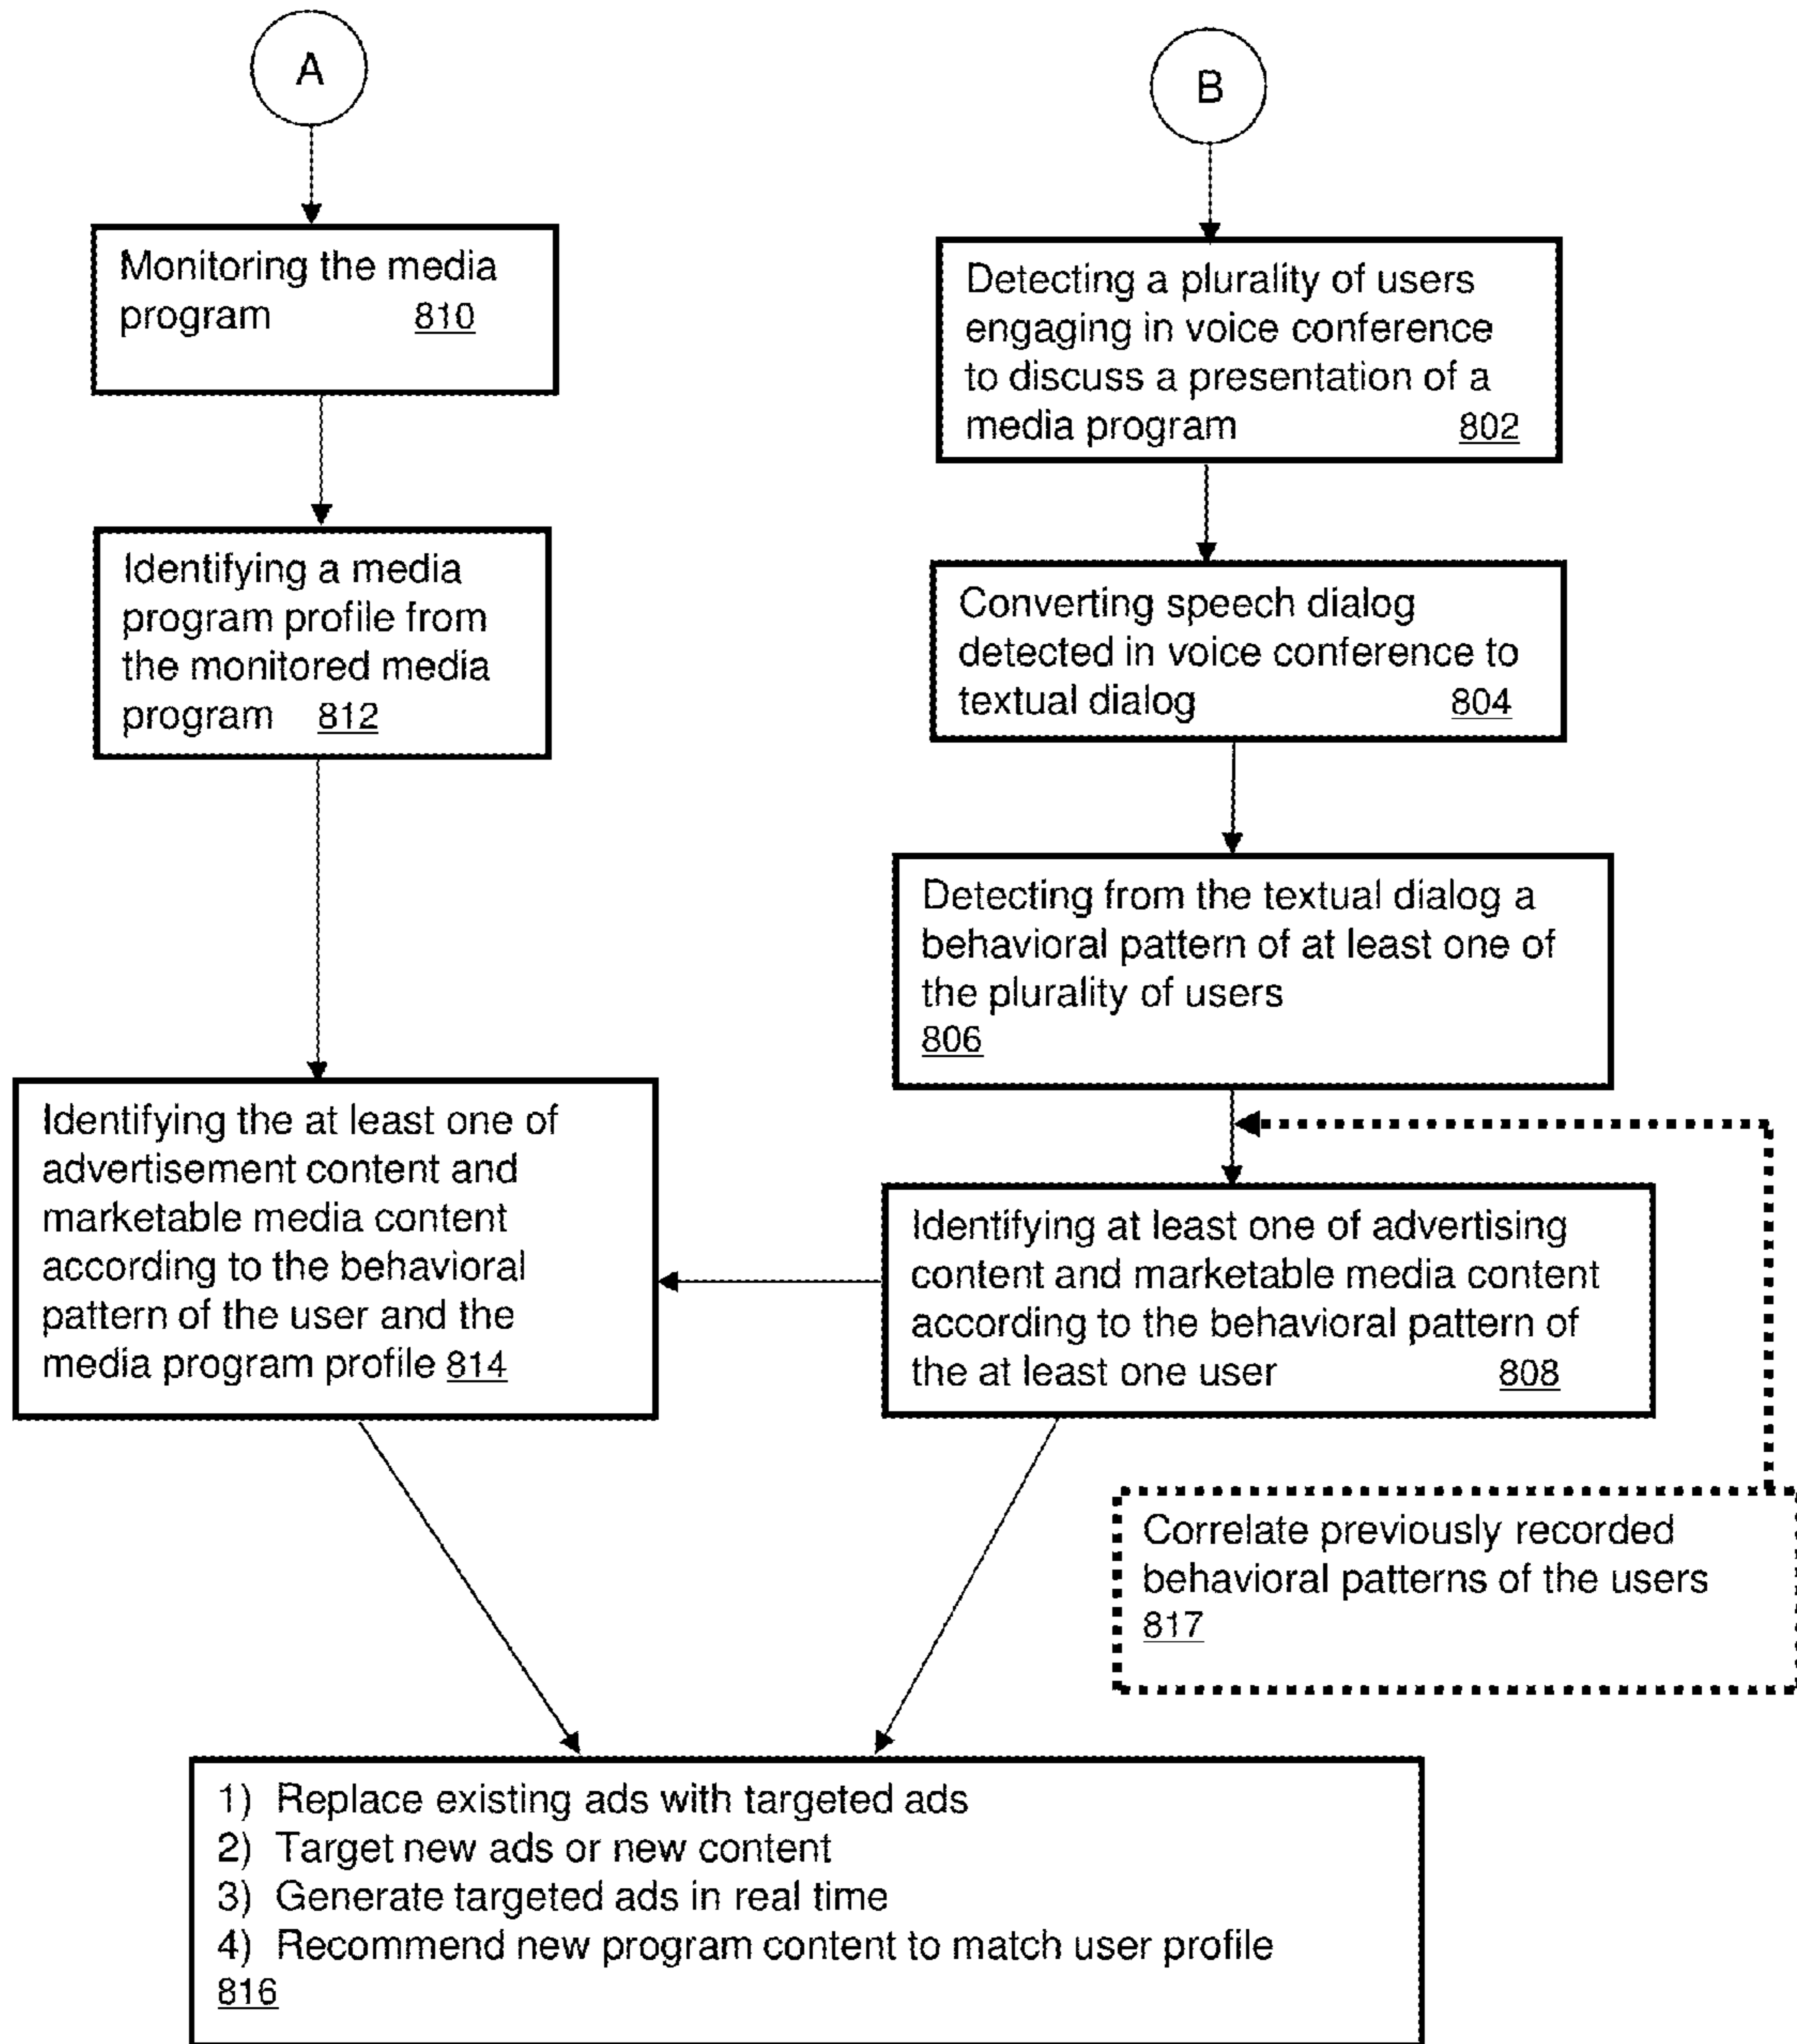 A
Monitoring the media
program 810
Identifying a media
program profile from
the monitored media
program 812
Identifying the at least one of
advertisement content and
marketable media content
according to the behavioral
pattern of the user and the
media program profile 814
B
Detecting a plurality of users
engaging in voice conference
to discuss a presentation of a
media program 802
Converting speech dialog
detected in voice conference to
textual dialog 804
Detecting from the textual dialog a
behavioral pattern of at least one of
the plurality of users
806
Identifying at least one of advertising
content and marketable media content
according to the behavioral pattern of
the at least one user 808
Correlate previously recorded
behavioral patterns of the users
817
1) Replace existing ads with targeted ads
2) Target new ads or new content
3) Generate targeted ads in real time
4) Recommend new program content to match user profile
816